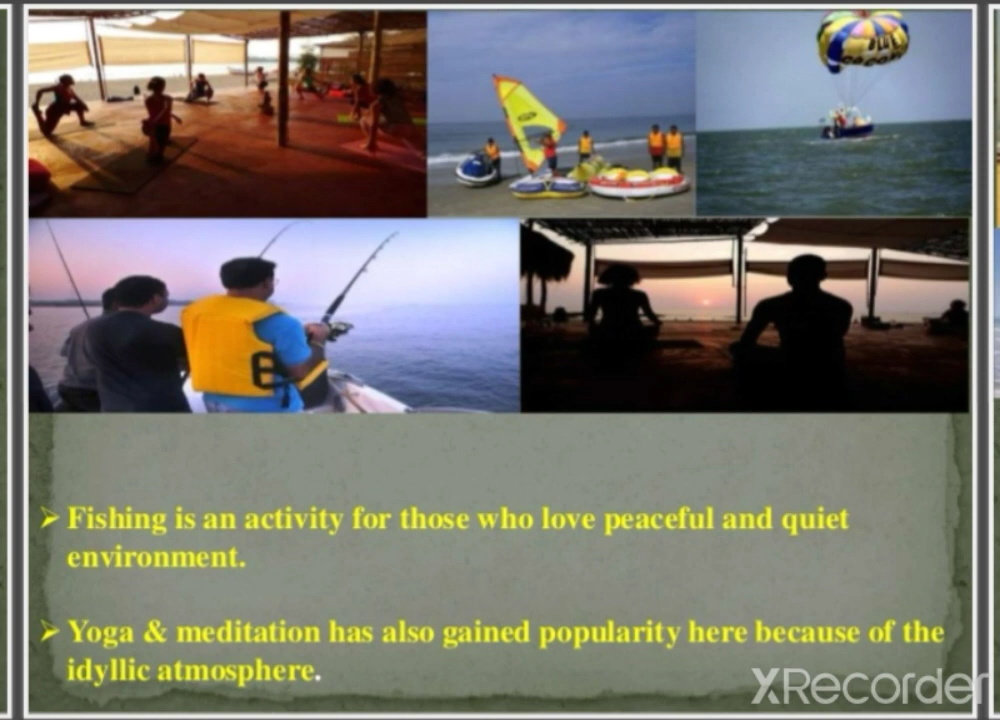 ➢ Fishing is an activity for those who love peaceful and quiet
environment.
➢ Yoga & meditation has also gained popularity here because of the
idyllic atmosphere.
XRecorder